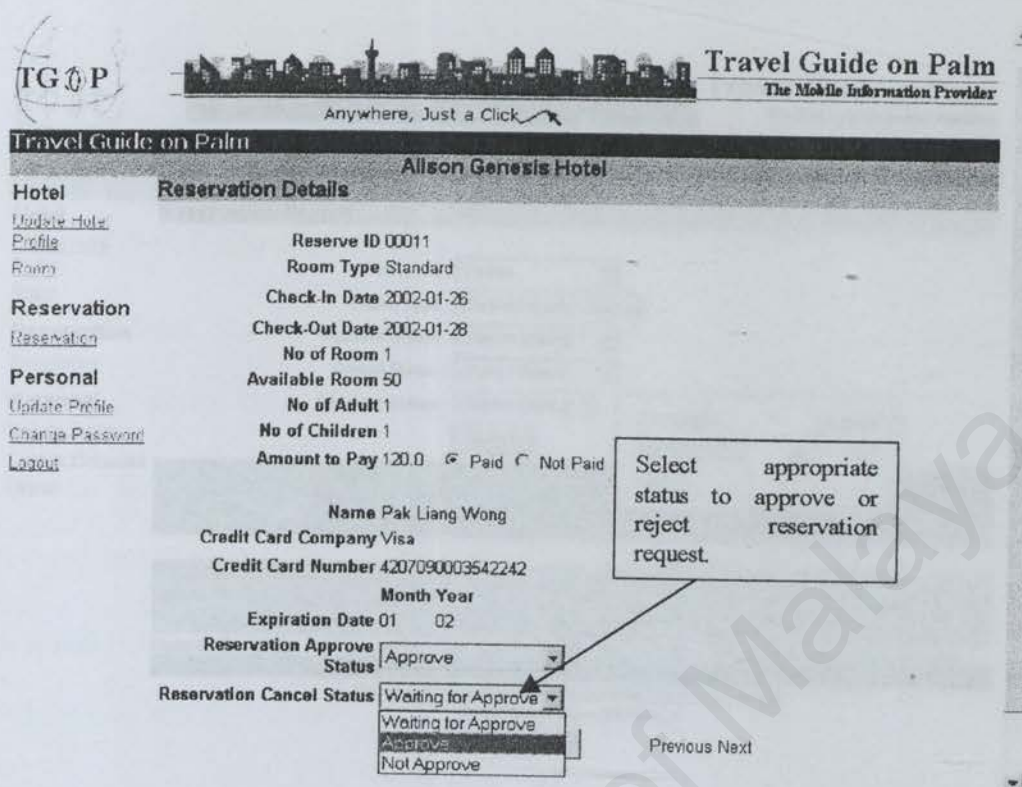 TG P
Travel Guide on Palm
The Mobile Information Provider
Anywhere, Just a Click
Travel Guide on Palm
Alison Genesis Hotel
Hotel
Reservation Details
Update Hotel
Profile
Room
Reservation
Reservation
Personal
Update Profile
Change Password
Logout
Reserve ID 00011
Room Type Standard
Check-In Date 2002-01-26
Check-Out Date 2002-01-28
No of Room 1
Available Room 50
No of Adult 1
No of Children 1
Amount to Pay 120.0 Paid Not Paid
Name Pak Liang Wong
Credit Card Company Visa
Credit Card Number 4207090003542242
Month Year
Expiration Date 01 02
Reservation Approve
Status Approve
Reservation Cancel Status Waiting for Approve
Waiting for Approve
Approve
Not Approve
Previous Next
Select appropriate
status to approve or
reject reservation
request.
of Malaya